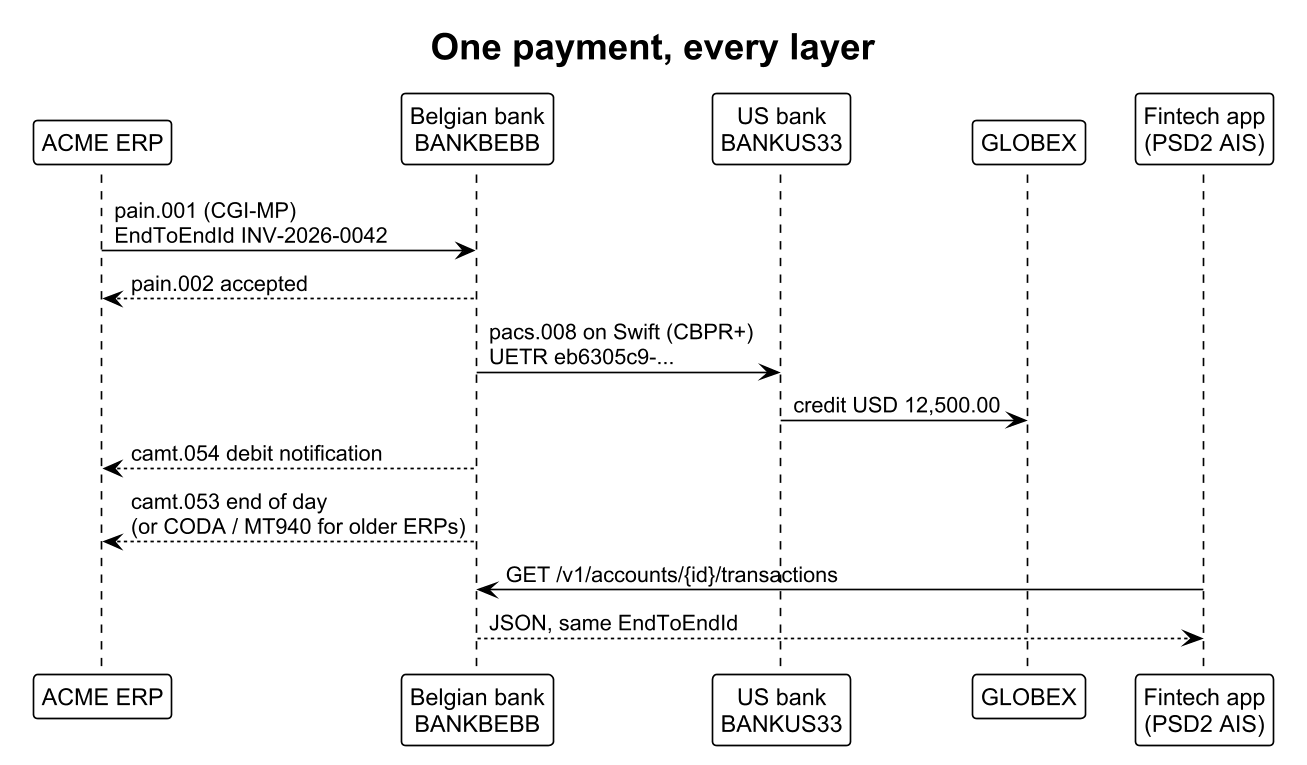 One payment, every layer
ACME ERP
Belgian bank
BANKBEBB
US bank
BANKUS33
GLOBEX
Fintech app
(PSD2 AIS)
pain.001 (CGI-MP)
EndToEndId INV-2026-0042
pain.002 accepted
pacs.008 on Swift (CBPR+)
UETR eb6305c9-...
credit USD 12,500.00
camt.054 debit notification
camt.053 end of day
(or CODA / MT940 for older ERPs)
GET /v1/accounts/{id}/transactions
JSON, same EndToEndId
ACME ERP
Belgian bank
BANKBEBB
US bank
BANKUS33
GLOBEX
Fintech app
(PSD2 AIS)